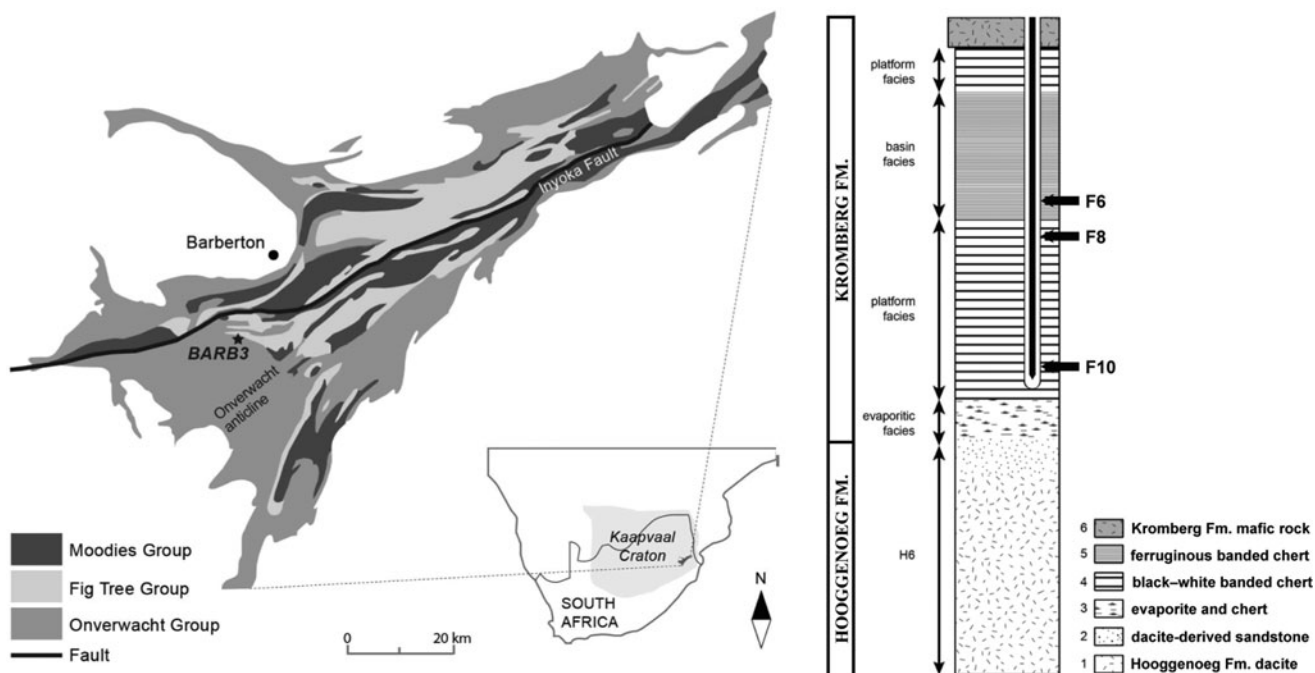 Inyoka Fault
Barberton
BARB3
Onverwacht
anticline
Moodies Group
Fig Tree Group
Onverwacht Group
Fault
0 20 km
Kaapvaal
Craton
SOUTH
AFRICA
N
KROMBERG FM.
HOOGGENOEG FM.
platform
facies
basin
facies
platform
facies
evaporitic
facies
H6
F6
F8
F10
6 Kromberg Fm. mafic rock
5 ferruginous banded chert
4 black–white banded chert
3 evaporite and chert
2 dacite-derived sandstone
1 Hooggenoeg Fm. dacite